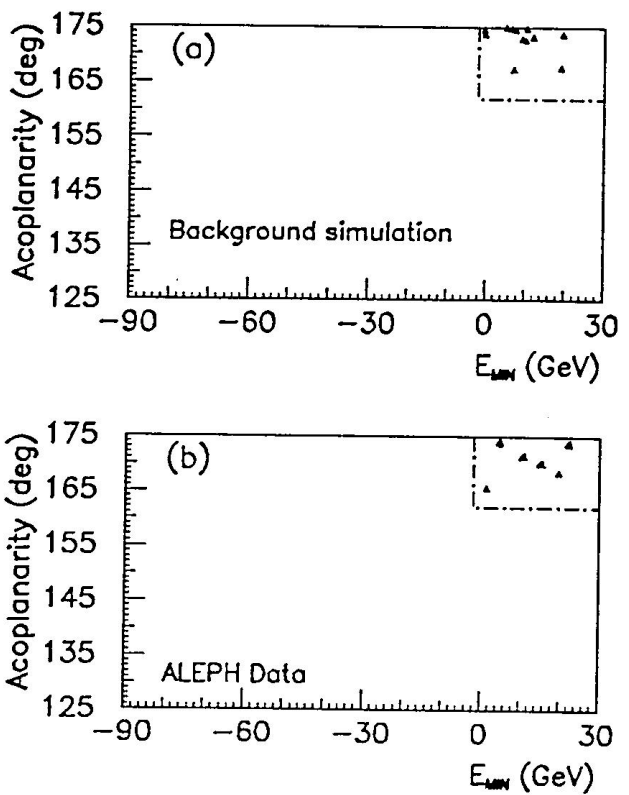 175
(a)
165
155
145
Background simulation
135
125
−90
−60
−30
0
30
Acoplanarity (deg)
E_MIN (GeV)
175
(b)
165
155
145
135
ALEPH Data
125
−90
−60
−30
0
30
Acoplanarity (deg)
E_MIN (GeV)